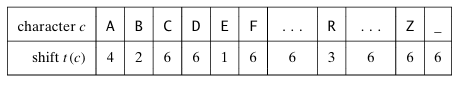 character c A B C D E F . . . R . . . Z _
shift t(c) 4 2 6 6 1 6 6 3 6 6 6